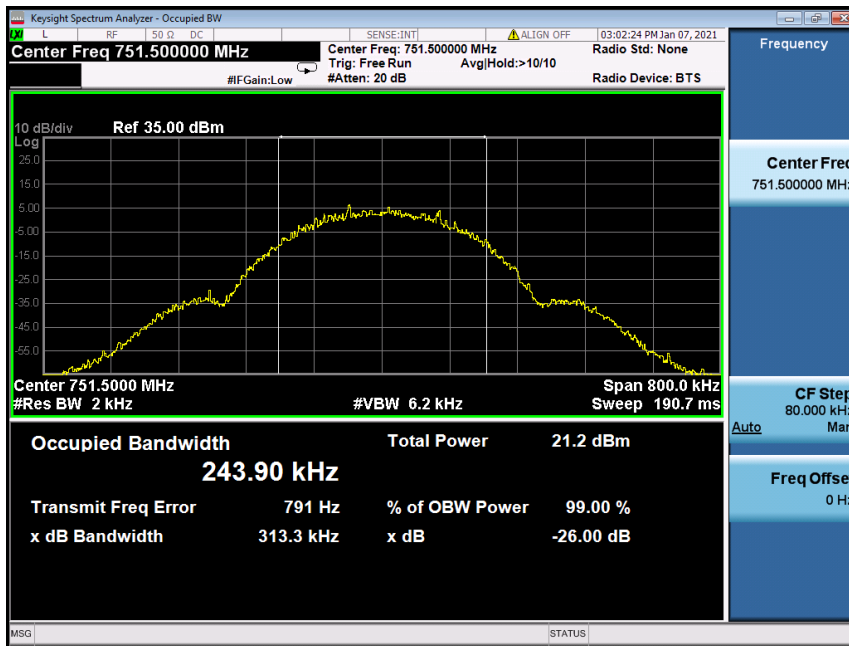 Keysight Spectrum Analyzer - Occupied BW
LXI L RF 50 Ω DC SENSE:INT ALIGN OFF 03:02:24 PM Jan 07, 2021
Center Freq 751.500000 MHz
Center Freq: 751.500000 MHz
Radio Std: None
Trig: Free Run Avg|Hold:>10/10
#IFGain:Low
#Atten: 20 dB
Radio Device: BTS
10 dB/div Ref 35.00 dBm
Log
25.0
15.0
5.00
-5.00
-15.0
-25.0
-35.0
-45.0
-55.0
Center 751.5000 MHz Span 800.0 kHz
#Res BW 2 kHz #VBW 6.2 kHz Sweep 190.7 ms
Occupied Bandwidth Total Power 21.2 dBm
243.90 kHz
Transmit Freq Error 791 Hz % of OBW Power 99.00 %
x dB Bandwidth 313.3 kHz x dB -26.00 dB
MSG STATUS
Frequency
Center Freq
751.500000 MHz
CF Step
80.000 kHz
Auto Man
Freq Offset
0 Hz